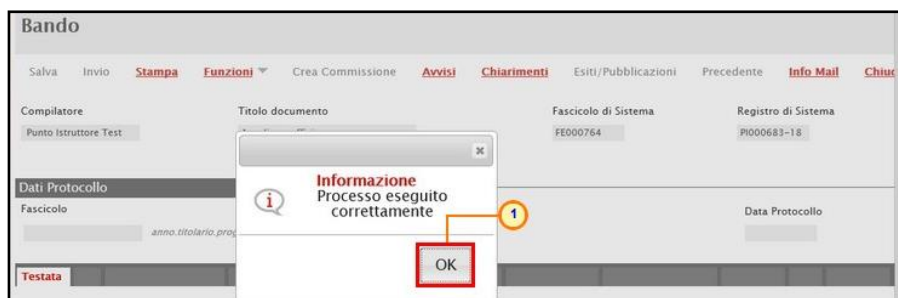 Bando
Salva Invio Stampa Funzioni Crea Commissione Avvisi Chiarimenti Esiti/Pubblicazioni Precedente Info Mail Chiud
Compilatore Titolo documento Fascicolo di Sistema Registro di Sistema
Punto Istruttore Test FE000764 PI000683-18
Informazione
Processo eseguito
correttamente
1
OK
Dati Protocollo
Fascicolo Data Protocollo
anno.titolario.prog
Testata